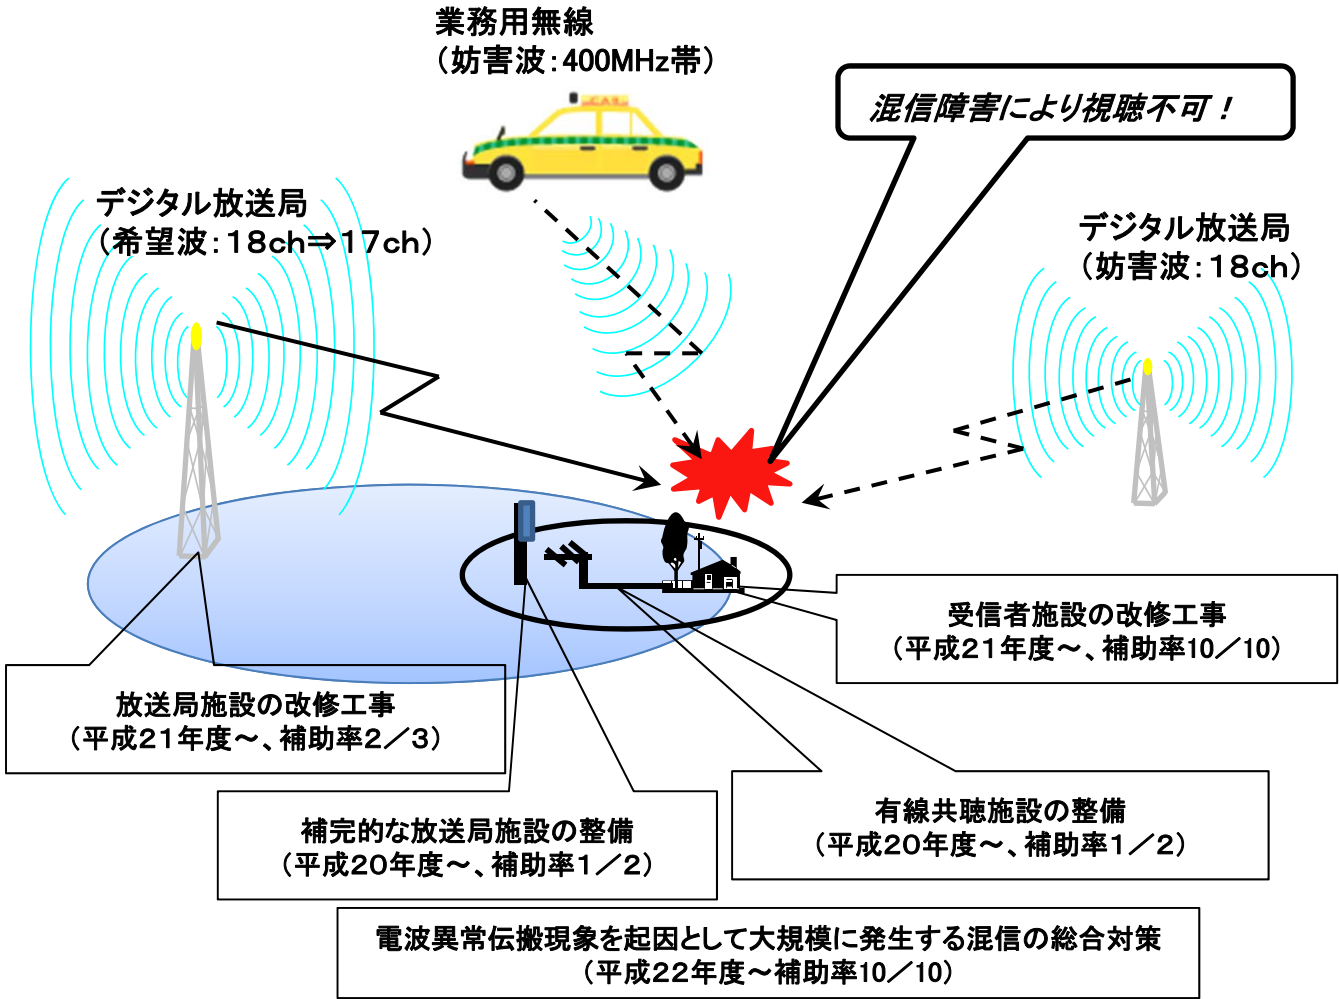 業務用無線
（妨害波：400MHz帯）
混信障害により視聴不可！
デジタル放送局
（希望波：１８ch⇒１７ch）
デジタル放送局
（妨害波：１８ch）
受信者施設の改修工事
（平成２１年度～、補助率10／10）
放送局施設の改修工事
（平成２１年度～、補助率２／３）
有線共聴施設の整備
（平成２０年度～、補助率１／２）
補完的な放送局施設の整備
（平成２０年度～、補助率１／２）
電波異常伝搬現象を起因として大規模に発生する混信の総合対策
（平成２２年度～補助率10／10）